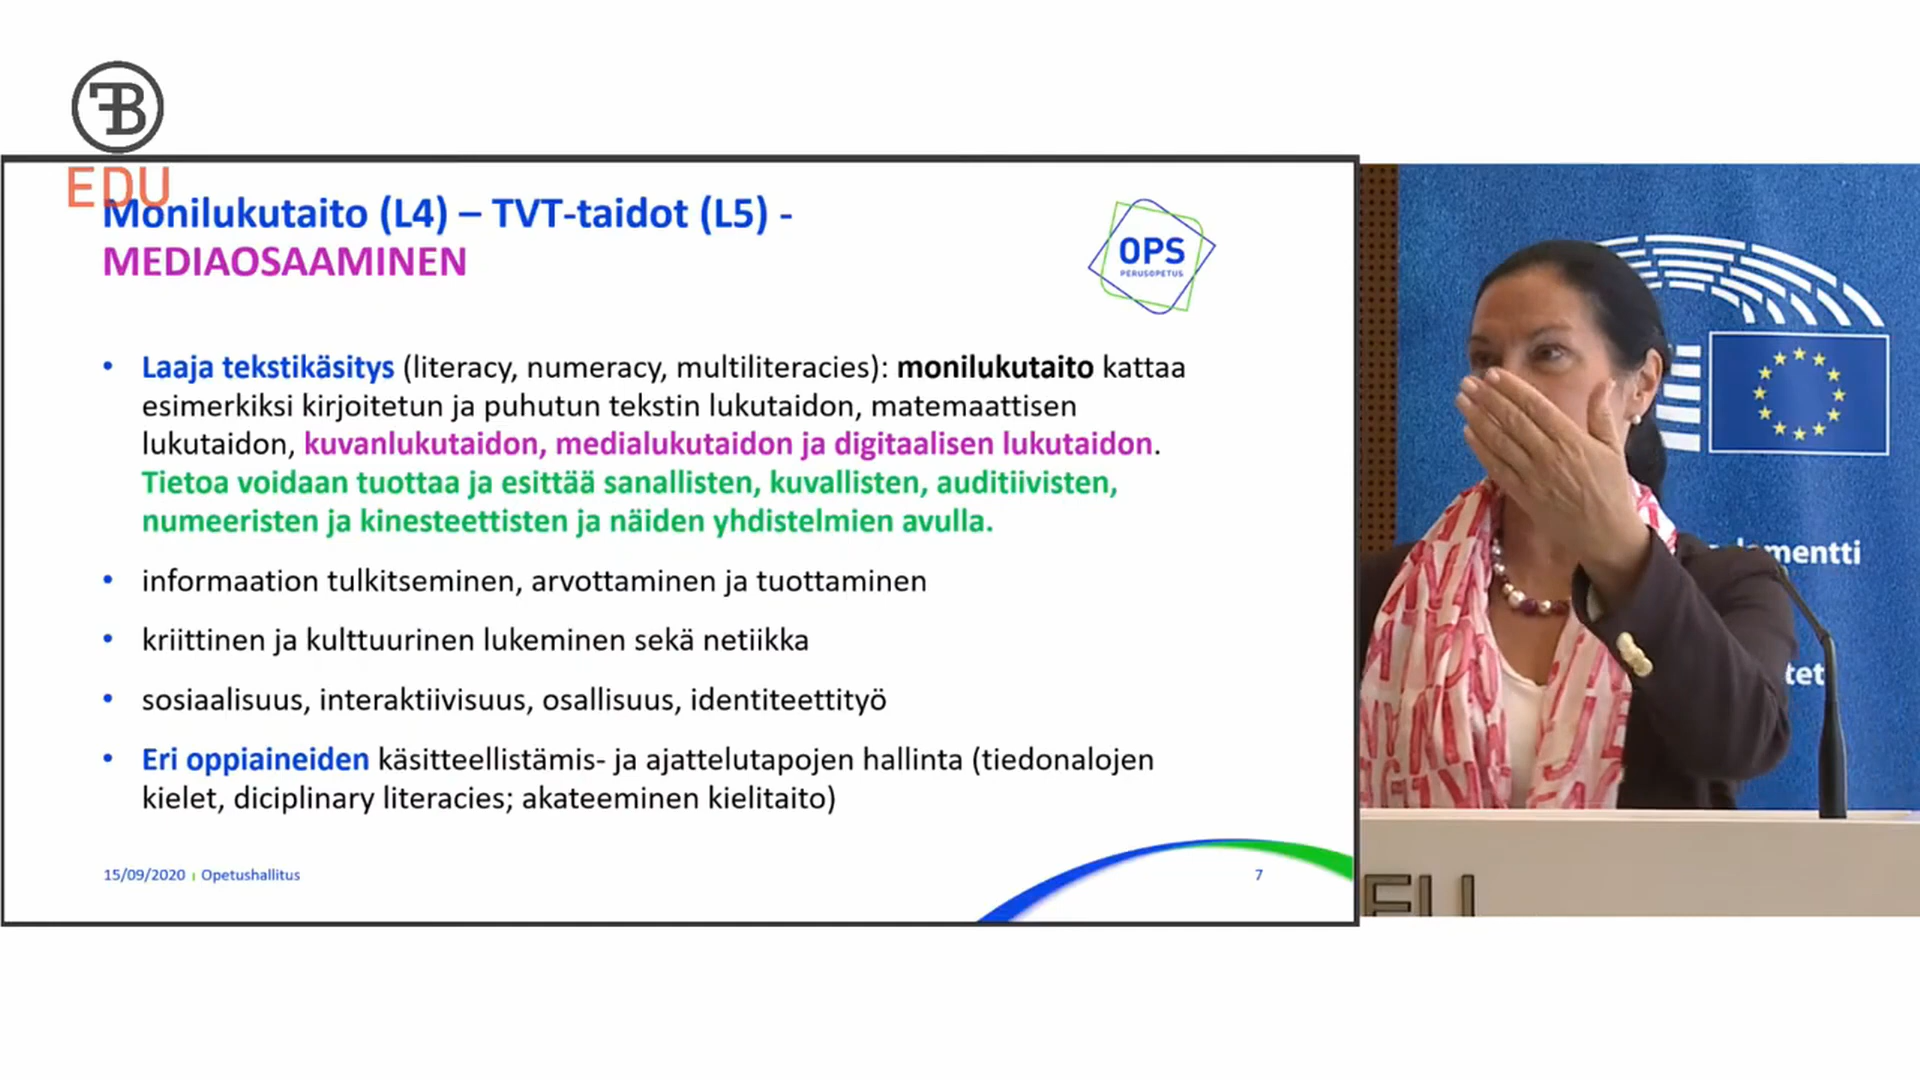 EDU
Monilukutaito (L4) – TVT-taidot (L5) -
MEDIAOSAAMINEN
OPS
PERUSOPETUS
• Laaja tekstikäsitys (literacy, numeracy, multiliteracies): monilukutaito kattaa
esimerkiksi kirjoitetun ja puhutun tekstin lukutaidon, matemaattisen
lukutaidon, kuvanlukutaidon, medialukutaidon ja digitaalisen lukutaidon.
Tietoa voidaan tuottaa ja esittää sanallisten, kuvallisten, auditiivisten,
numeeristen ja kinesteettisten ja näiden yhdistelmien avulla.
• informaation tulkitseminen, arvottaminen ja tuottaminen
• kriittinen ja kulttuurinen lukeminen sekä netiikka
• sosiaalisuus, interaktiivisuus, osallisuus, identiteettityö
• Eri oppiaineiden käsitteellistämis- ja ajattelutapojen hallinta (tiedonalojen
kielet, diciplinary literacies; akateeminen kielitaito)
15/09/2020 | Opetushallitus
7